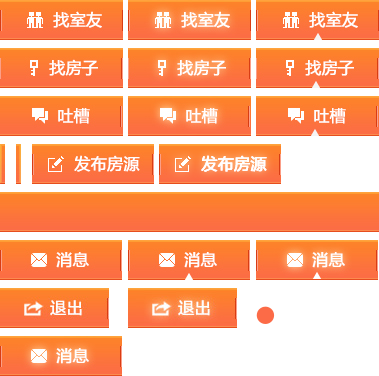 找室友 找室友 找室友
找房子 找房子 找房子
吐槽 吐槽 吐槽
发布房源 发布房源
消息 消息 消息
退出 退出
消息